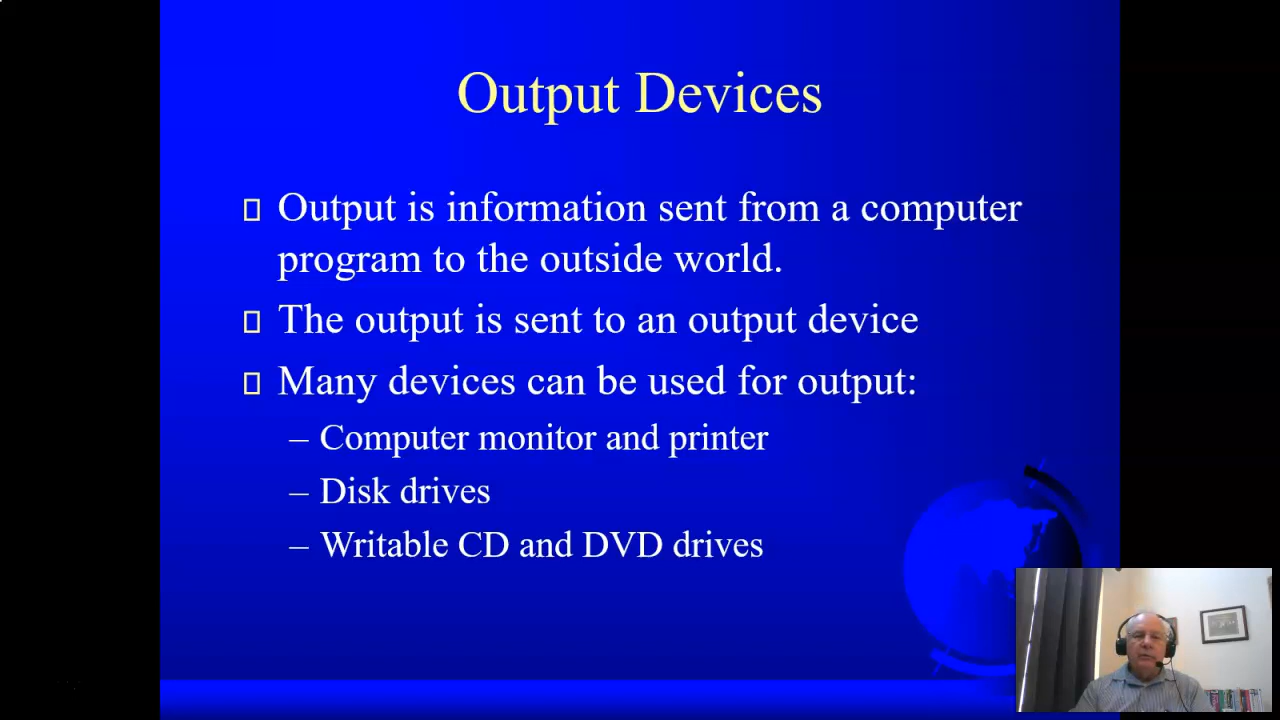 Output Devices
Output is information sent from a computer
program to the outside world.
The output is sent to an output device
Many devices can be used for output:
– Computer monitor and printer
– Disk drives
– Writable CD and DVD drives